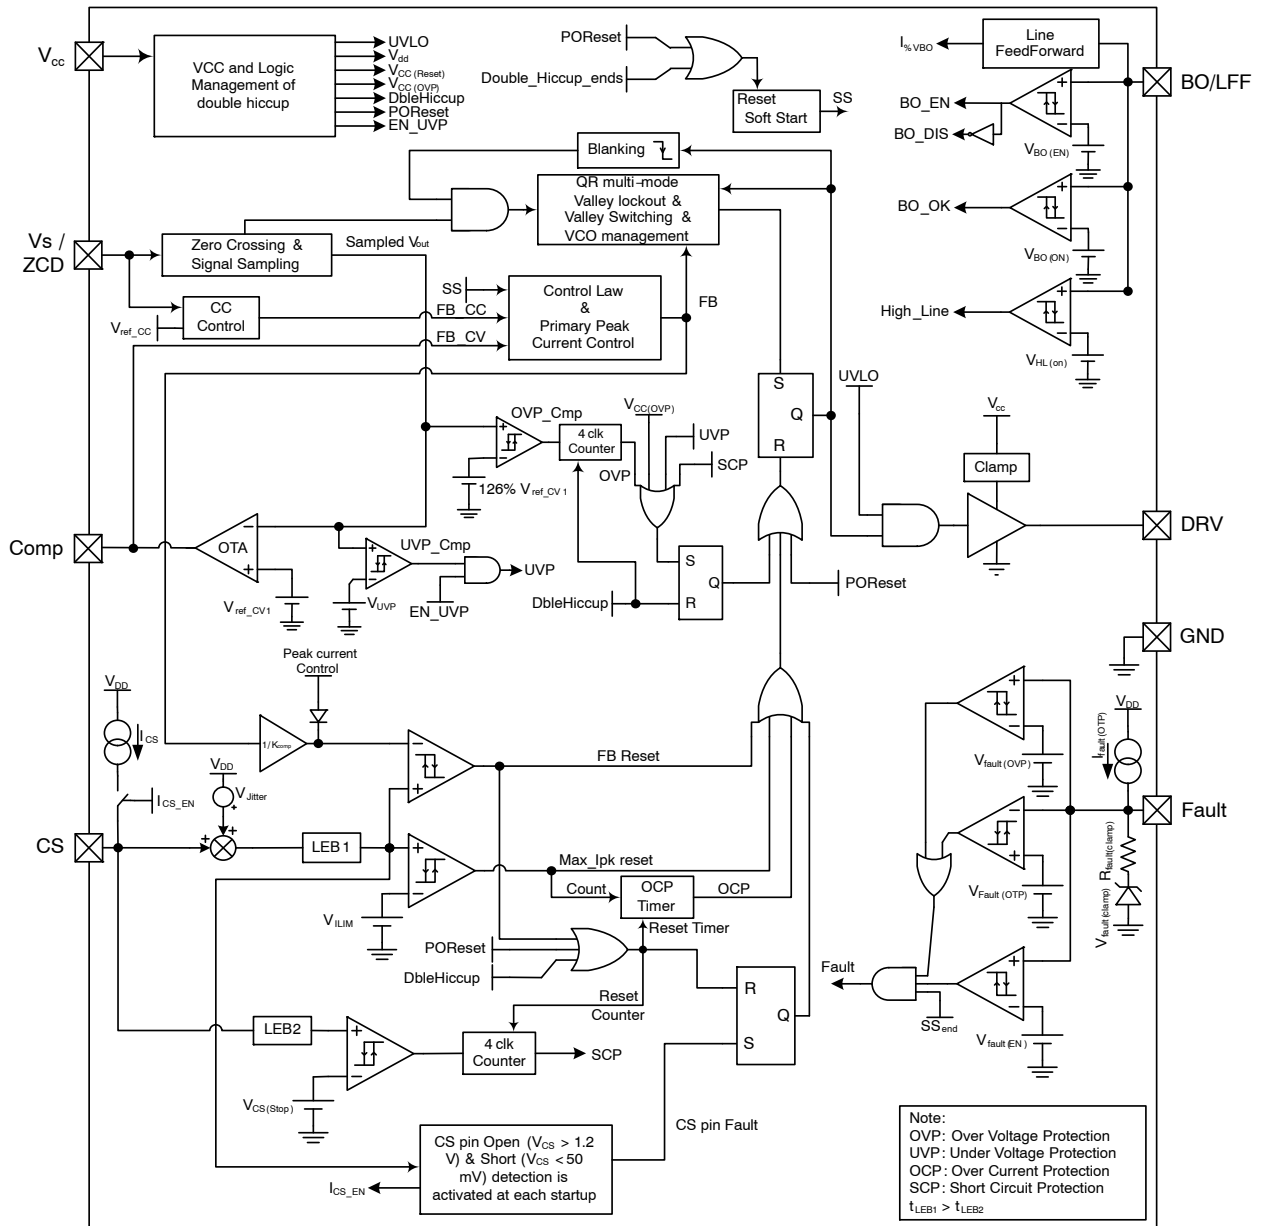 Vcc
VCC and Logic
Management of
double hiccup
UVLO
Vdd
VCC (Reset)
VCC (OVP)
DbleHiccup
POReset
EN_UVP
POReset
Double_Hiccup_ends
Reset
Soft Start
SS
I%VBO
Line
FeedForward
BO/LFF
BO_EN
BO_DIS
+
−
VBO (EN)
BO_OK
+
−
VBO (ON)
High_Line
+
−
VHL (on)
Blanking
QR multi−mode
Valley lockout &
Valley Switching &
VCO management
Vs /
ZCD
Zero Crossing &
Signal Sampling
Sampled Vout
CC
Control
Vref_CC
SS
FB_CC
FB_CV
Control Law
&
Primary Peak
Current Control
FB
S
Q
R
UVLO
Vcc
Clamp
DRV
OVP_Cmp
+
−
4 clk
Counter
126% Vref_CV1
VCC(OVP)
UVP
SCP
OVP
Comp
OTA
−
+
Vref_CV1
UVP_Cmp
+
−
VUVP
EN_UVP
UVP
DbleHiccup
S
Q
R
POReset
GND
Peak current
Control
VDD
ICS
ICS_EN
1/Kcomp
VDD
VJitter
+
+
+
CS
LEB1
−
+
FB Reset
+
−
VILIM
Max_Ipk reset
Count
OCP
Timer
OCP
Reset Timer
POReset
DbleHiccup
Reset
Counter
LEB2
+
−
VCS(Stop)
4 clk
Counter
SCP
R
Q
S
CS pin Fault
CS pin Open (VCS > 1.2
V) & Short (VCS < 50
mV) detection is
activated at each startup
ICS_EN
+
−
Vfault (OVP)
VDD
Ifault (OTP)
Fault
−
+
VFault (OTP)
Rfault(clamp)
Vfault(clamp)
Fault
SSend
+
−
Vfault (EN)
Note:
OVP: Over Voltage Protection
UVP: Under Voltage Protection
OCP: Over Current Protection
SCP: Short Circuit Protection
tLEB1 > tLEB2